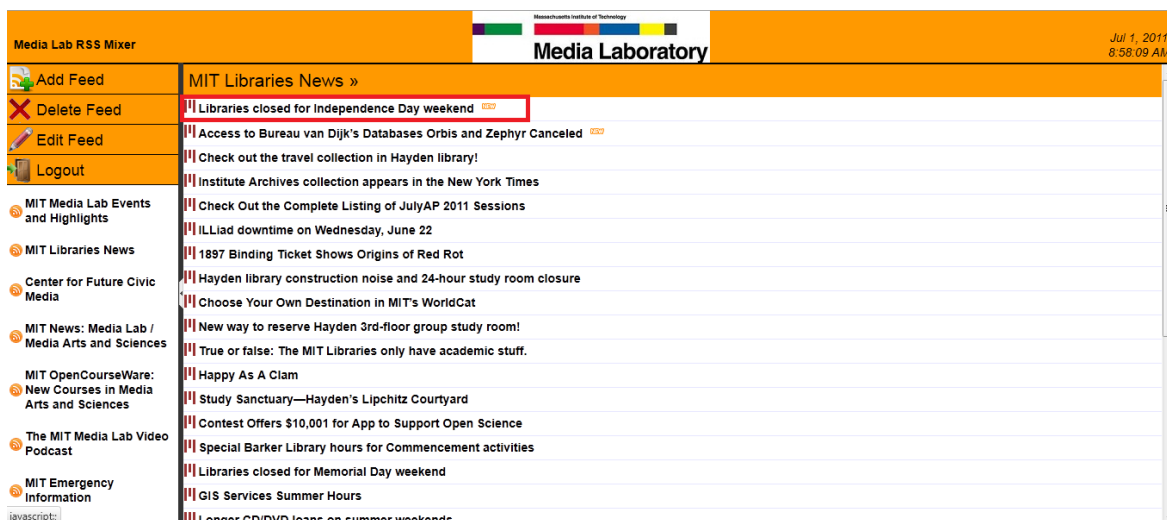 Massachusetts Institute of Technology
Media Laboratory
Media Lab RSS Mixer
Jul 1, 2011
8:58:09 AM
Add Feed
Delete Feed
Edit Feed
Logout
MIT Media Lab Events
and Highlights
MIT Libraries News
Center for Future Civic
Media
MIT News: Media Lab /
Media Arts and Sciences
MIT OpenCourseWare:
New Courses in Media
Arts and Sciences
The MIT Media Lab Video
Podcast
MIT Emergency
Information
javascript:;
MIT Libraries News »
Libraries closed for Independence Day weekend NEW
Access to Bureau van Dijk's Databases Orbis and Zephyr Canceled NEW
Check out the travel collection in Hayden library!
Institute Archives collection appears in the New York Times
Check Out the Complete Listing of JulyAP 2011 Sessions
ILLiad downtime on Wednesday, June 22
1897 Binding Ticket Shows Origins of Red Rot
Hayden library construction noise and 24-hour study room closure
Choose Your Own Destination in MIT's WorldCat
New way to reserve Hayden 3rd-floor group study room!
True or false: The MIT Libraries only have academic stuff.
Happy As A Clam
Study Sanctuary—Hayden's Lipchitz Courtyard
Contest Offers $10,001 for App to Support Open Science
Special Barker Library hours for Commencement activities
Libraries closed for Memorial Day weekend
GIS Services Summer Hours
Longer CD/DVD loans on summer weekends